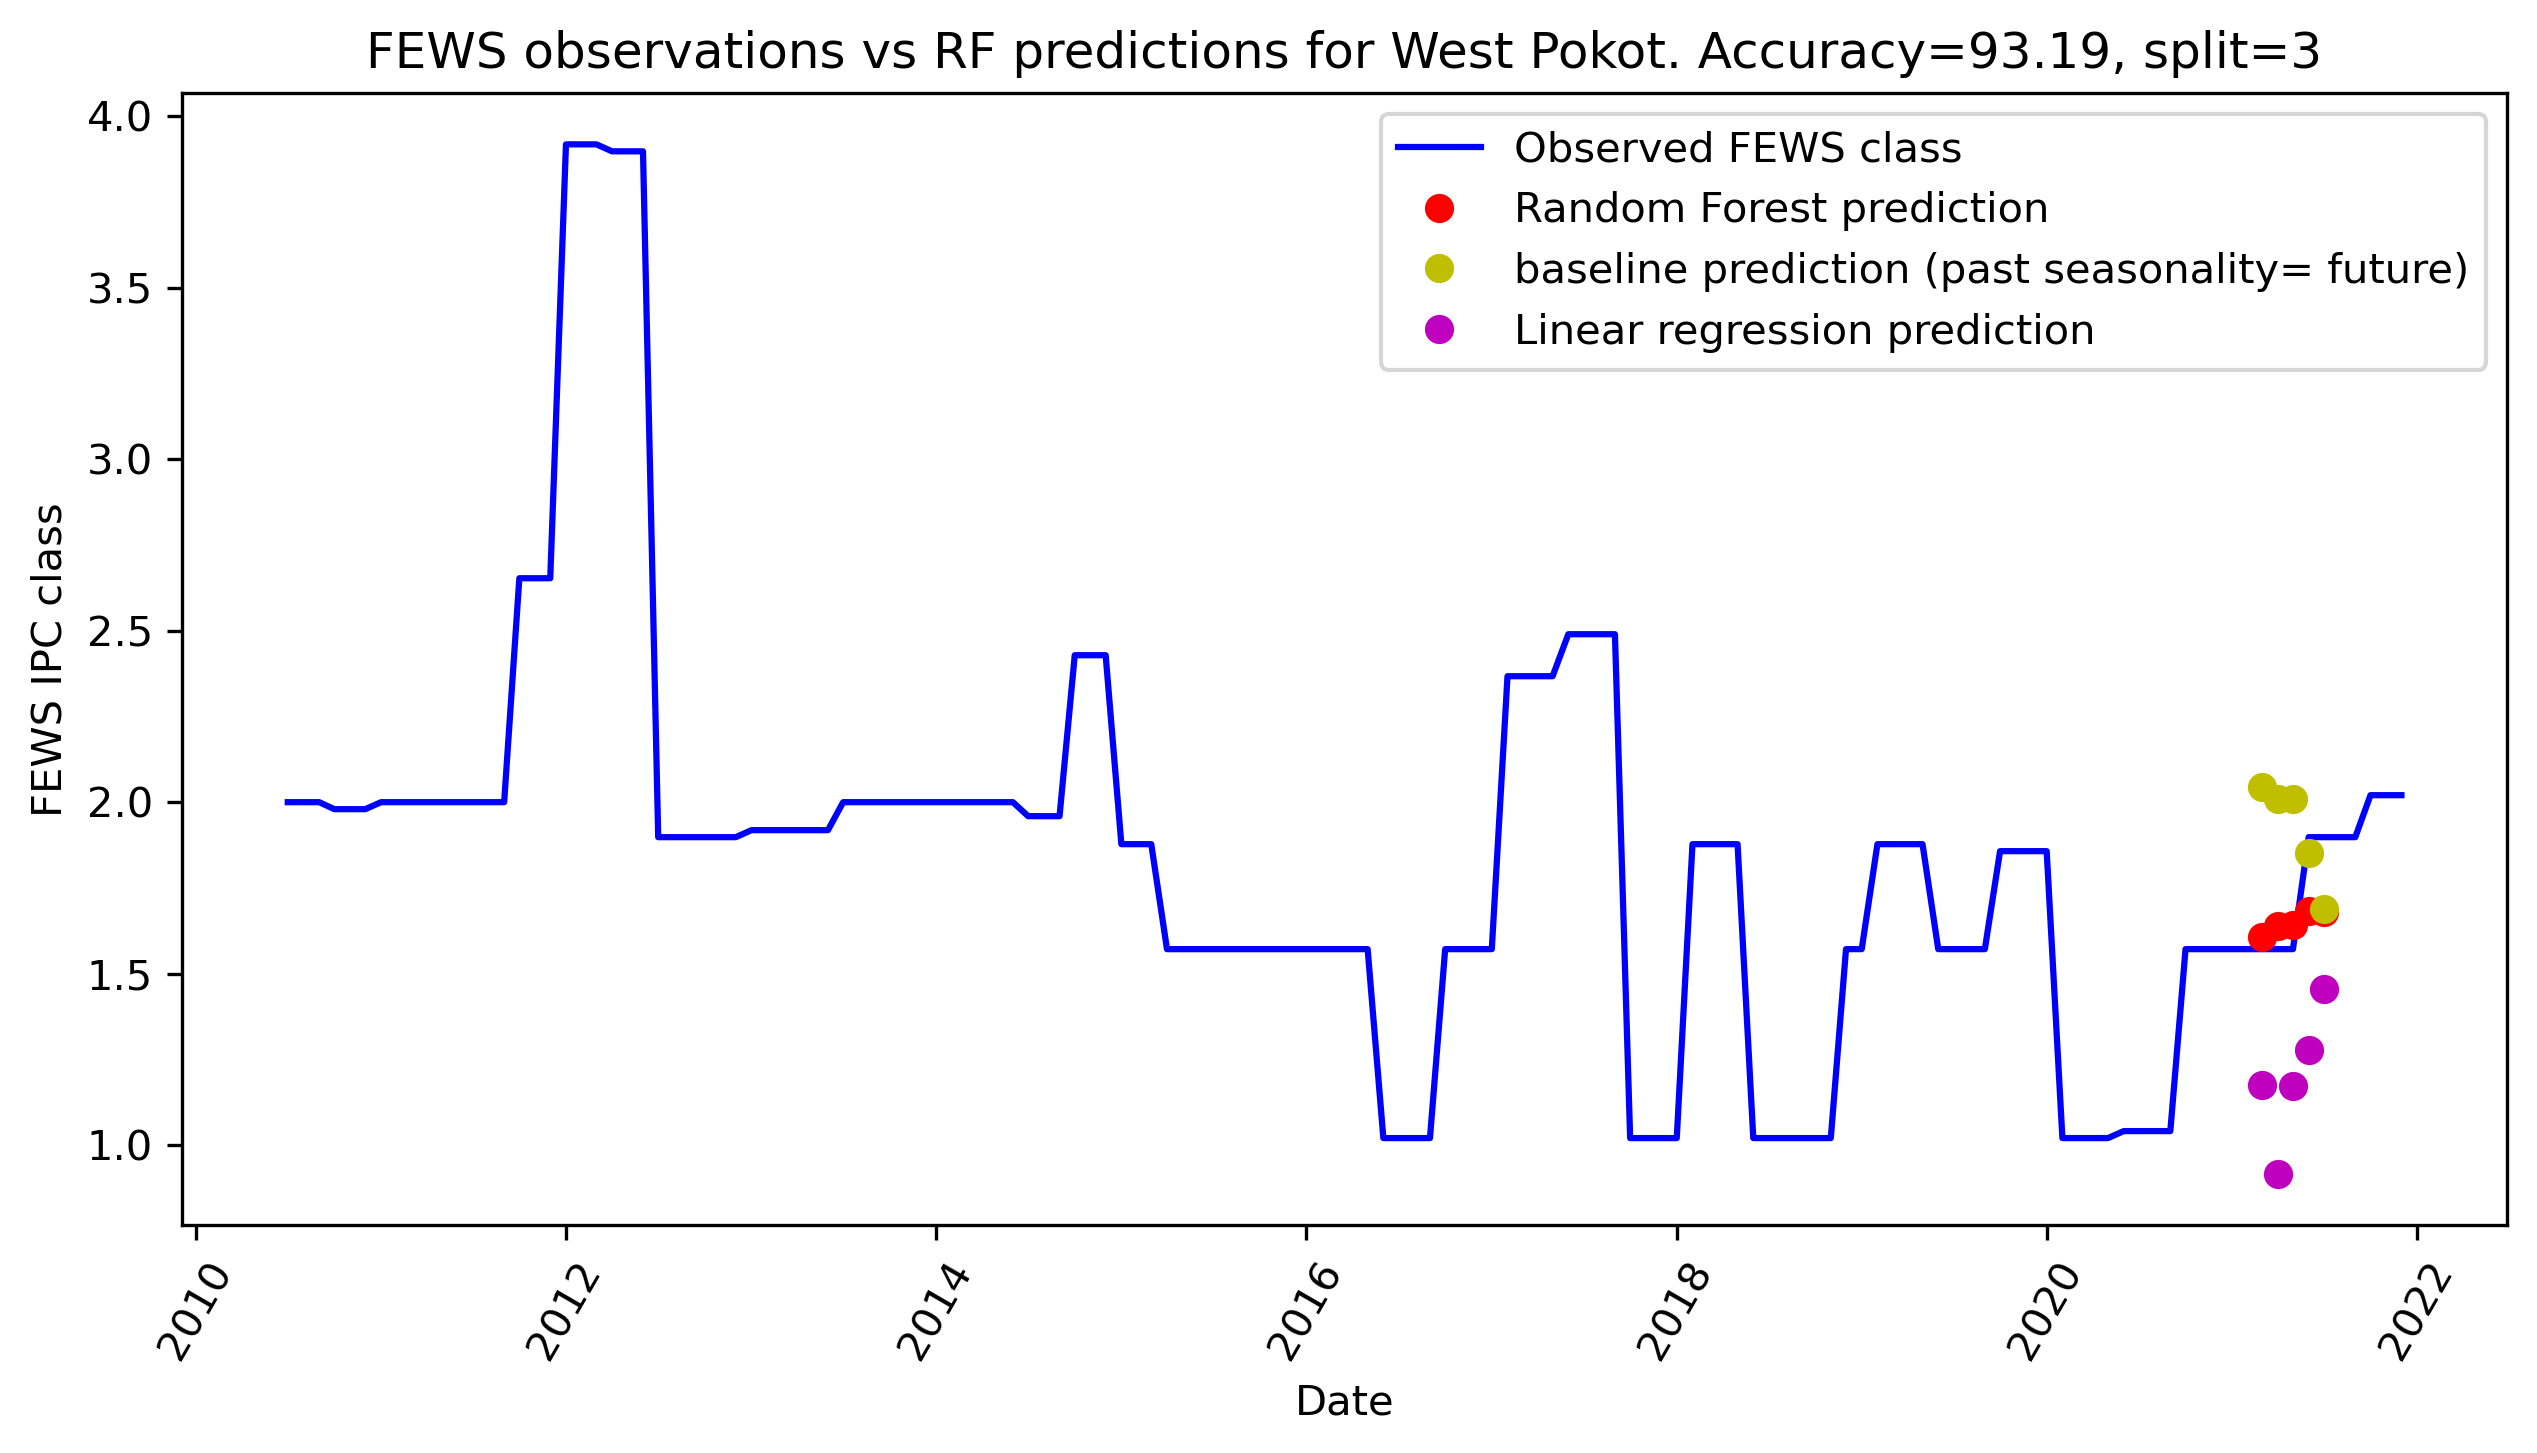 FEWS observations vs RF predictions for West Pokot. Accuracy=93.19, split=3
Observed FEWS class
Random Forest prediction
baseline prediction (past seasonality= future)
Linear regression prediction
FEWS IPC class
4.0
3.5
3.0
2.5
2.0
1.5
1.0
2010
2012
2014
2016
2018
2020
2022
Date